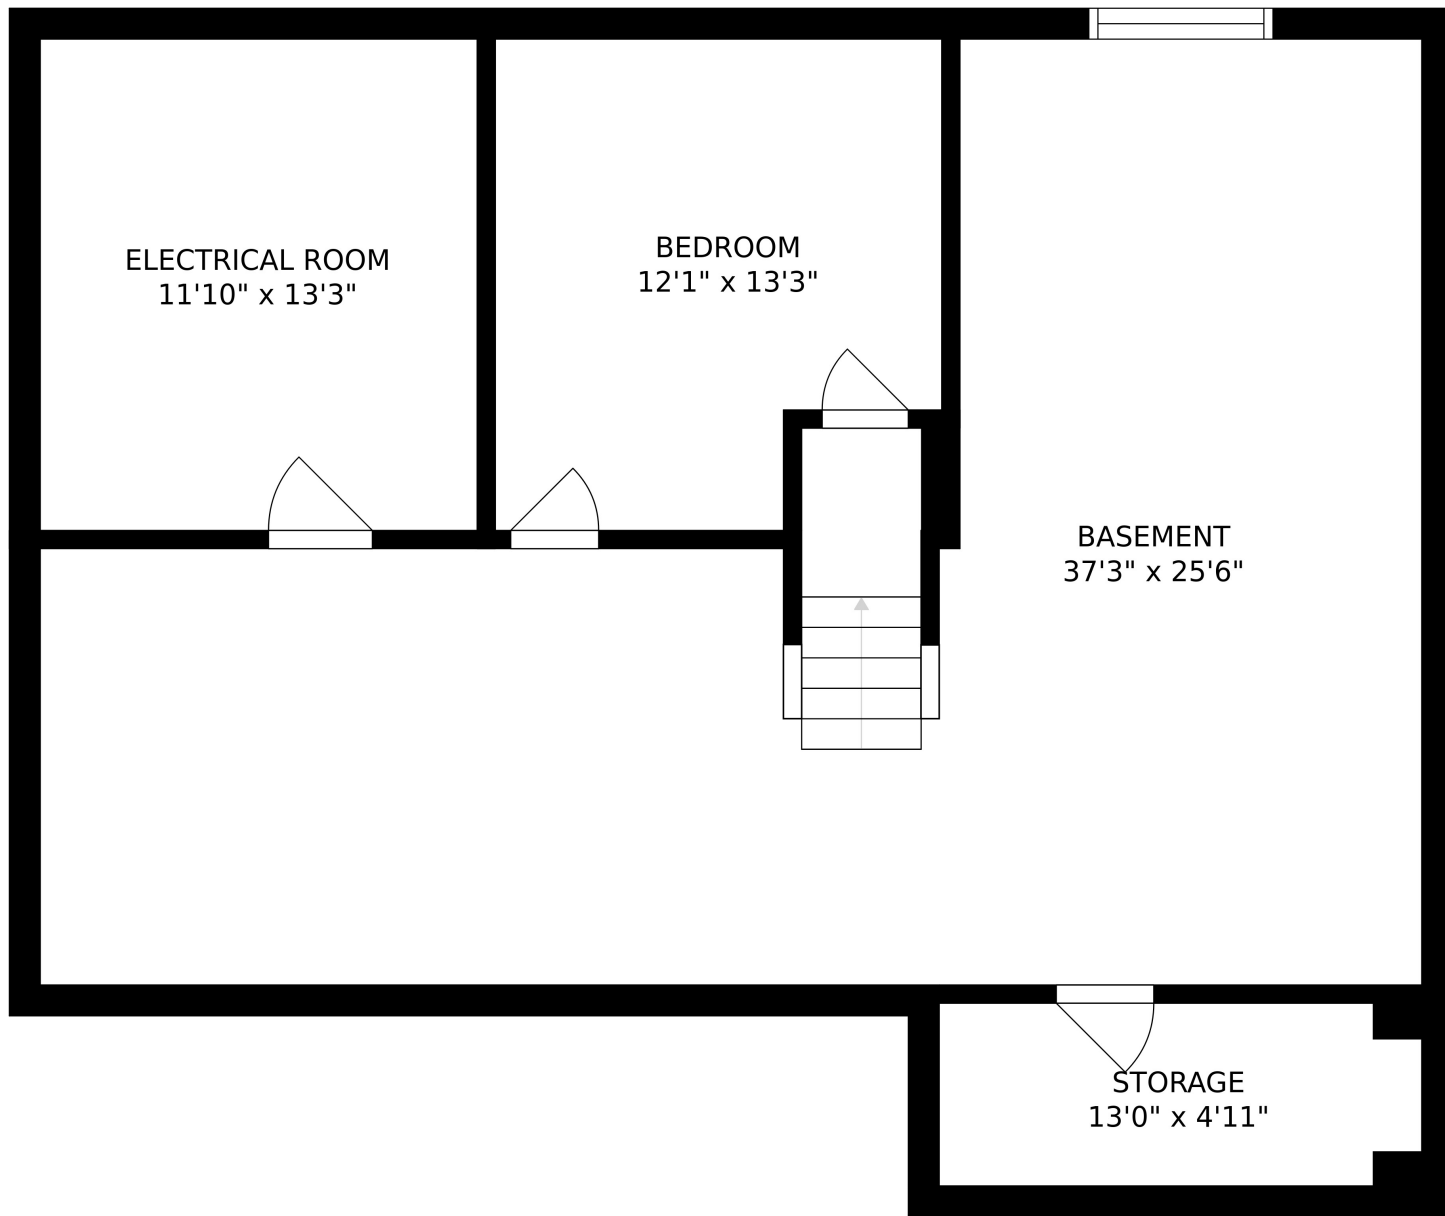 ELECTRICAL ROOM
11'10" x 13'3"
BEDROOM
12'1" x 13'3"
BASEMENT
37'3" x 25'6"
STORAGE
13'0" x 4'11"